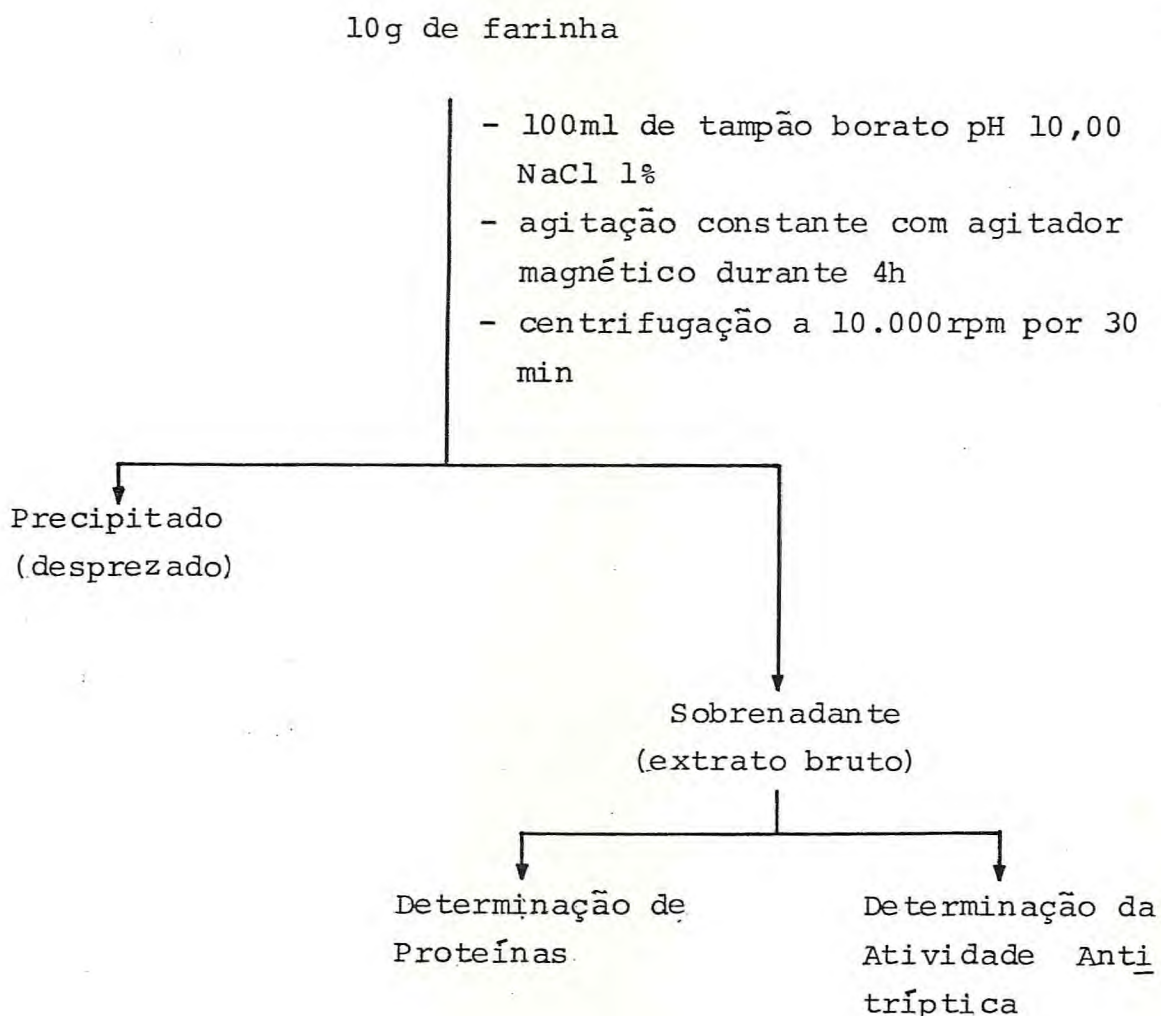 10g de farinha
- 100ml de tampão borato pH 10,00
NaCl 1%
- agitação constante com agitador
magnético durante 4h
- centrifugação a 10.000rpm por 30
min
Precipitado
(desprezado)
Sobrenadante
(extrato bruto)
Determinação de
Proteínas
Determinação da
Atividade Anti
tríptica